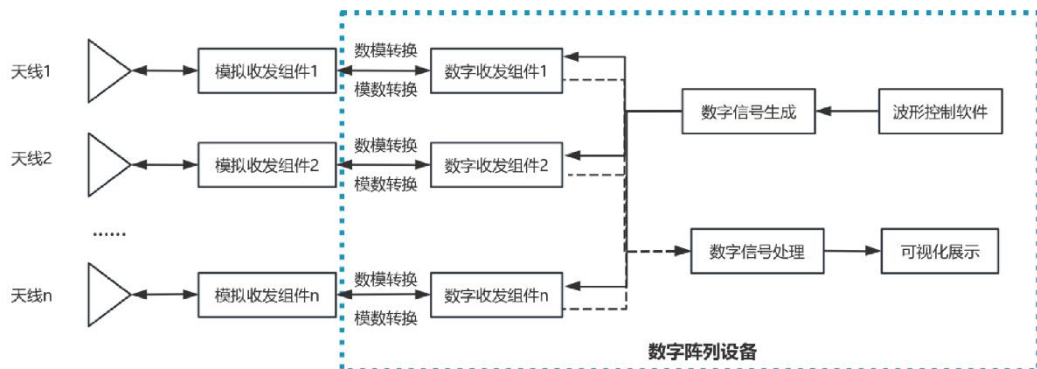 天线1
模拟收发组件1
数模转换
模数转换
数字收发组件1
数字信号生成
波形控制软件
天线2
模拟收发组件2
数模转换
模数转换
数字收发组件2
......
数字信号处理
可视化展示
天线n
模拟收发组件n
数模转换
模数转换
数字收发组件n
数字阵列设备